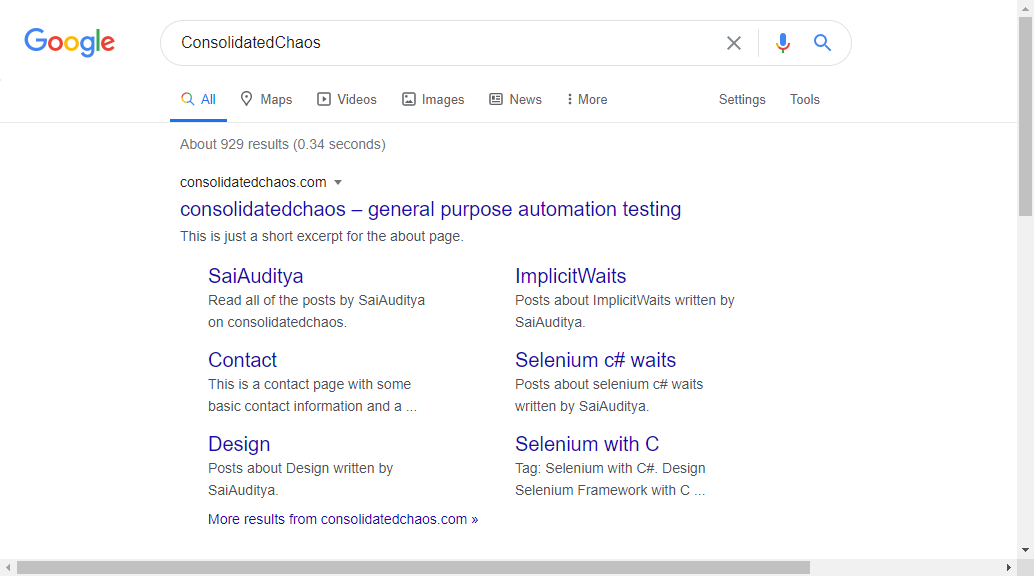 Google
ConsolidatedChaos
All Maps Videos Images News More Settings Tools
About 929 results (0.34 seconds)
consolidatedchaos.com
consolidatedchaos – general purpose automation testing
This is just a short excerpt for the about page.
SaiAuditya
Read all of the posts by SaiAuditya
on consolidatedchaos.
ImplicitWaits
Posts about ImplicitWaits written by
SaiAuditya.
Contact
This is a contact page with some
basic contact information and a ...
Selenium c# waits
Posts about selenium c# waits
written by SaiAuditya.
Design
Posts about Design written by
SaiAuditya.
Selenium with C
Tag: Selenium with C#. Design
Selenium Framework with C ...
More results from consolidatedchaos.com »